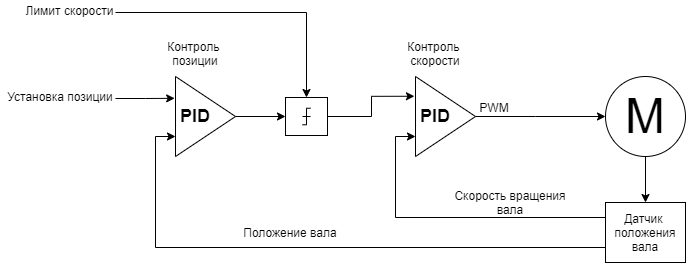 Лимит скорости
Контроль
позиции
Контроль
скорости
Установка позиции
PID
PID
PWM
M
Скорость вращения
вала
Положение вала
Датчик
положения
вала